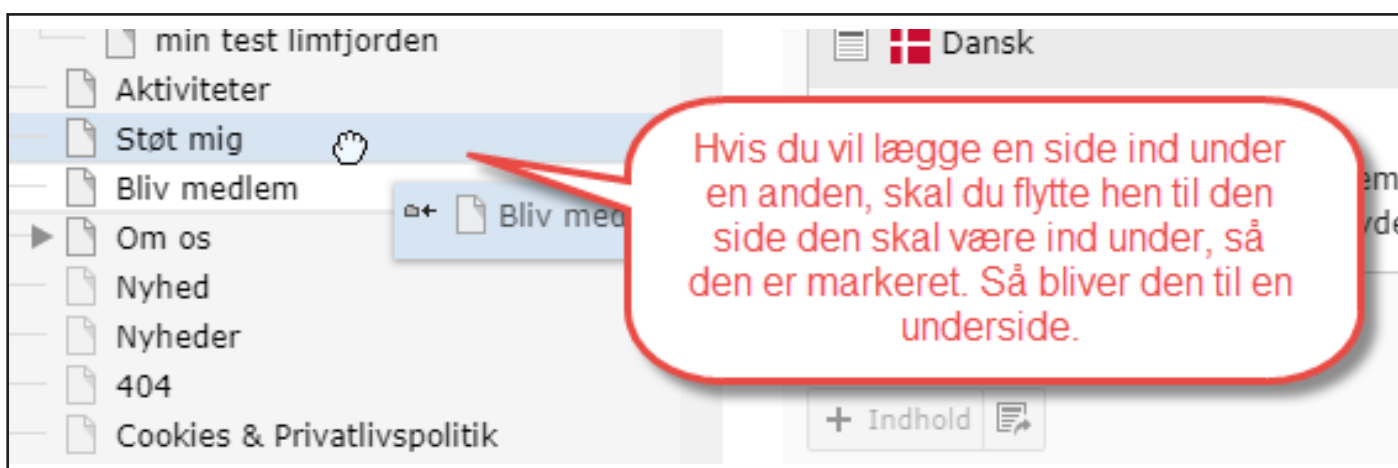 min test limfjorden
Aktiviteter
Støt mig
Bliv medlem
Bliv
Om os
Nyhed
Nyheder
404
Cookies & Privatlivspolitik
Dansk
Hvis du vil lægge en side ind under
en anden, skal du flytte hen til den
side den skal være ind under, så
den er markeret. Så bliver den til en
underside.
+ Indhold